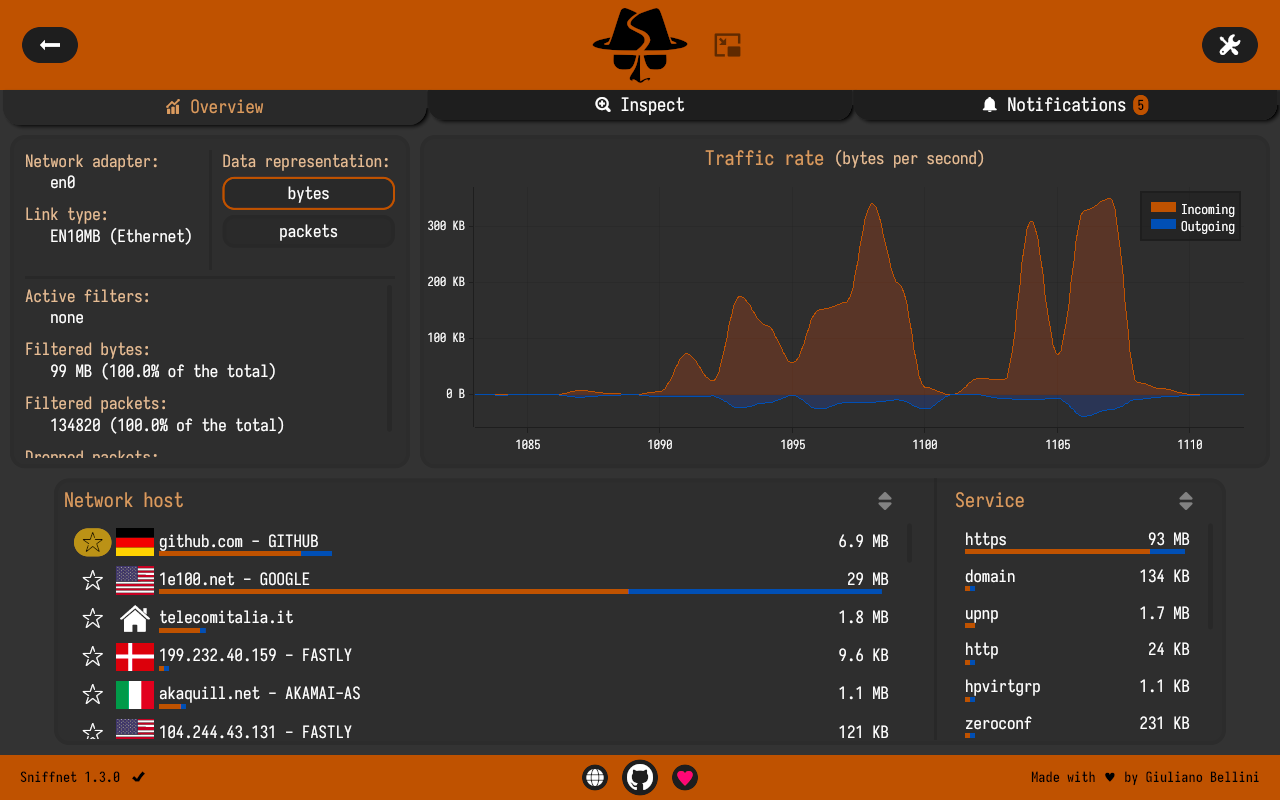 Overview
Inspect
Notifications 5
Network adapter:
en0
Link type:
EN10MB (Ethernet)
Data representation:
bytes
packets
Active filters:
none
Filtered bytes:
99 MB (100.0% of the total)
Filtered packets:
134820 (100.0% of the total)
Dropped packets:
Traffic rate (bytes per second)
Incoming
Outgoing
300 KB
200 KB
100 KB
0 B
1085 1090 1095 1100 1105 1110
Network host
github.com - GITHUB 6.9 MB
1e100.net - GOOGLE 29 MB
telecomitalia.it 1.8 MB
199.232.40.159 - FASTLY 9.6 KB
akaquill.net - AKAMAI-AS 1.1 MB
104.244.43.131 - FASTLY 121 KB
Service
https 93 MB
domain 134 KB
upnp 1.7 MB
http 24 KB
hpvirtgrp 1.1 KB
zeroconf 231 KB
Sniffnet 1.3.0 ✔
Made with ♥ by Giuliano Bellini